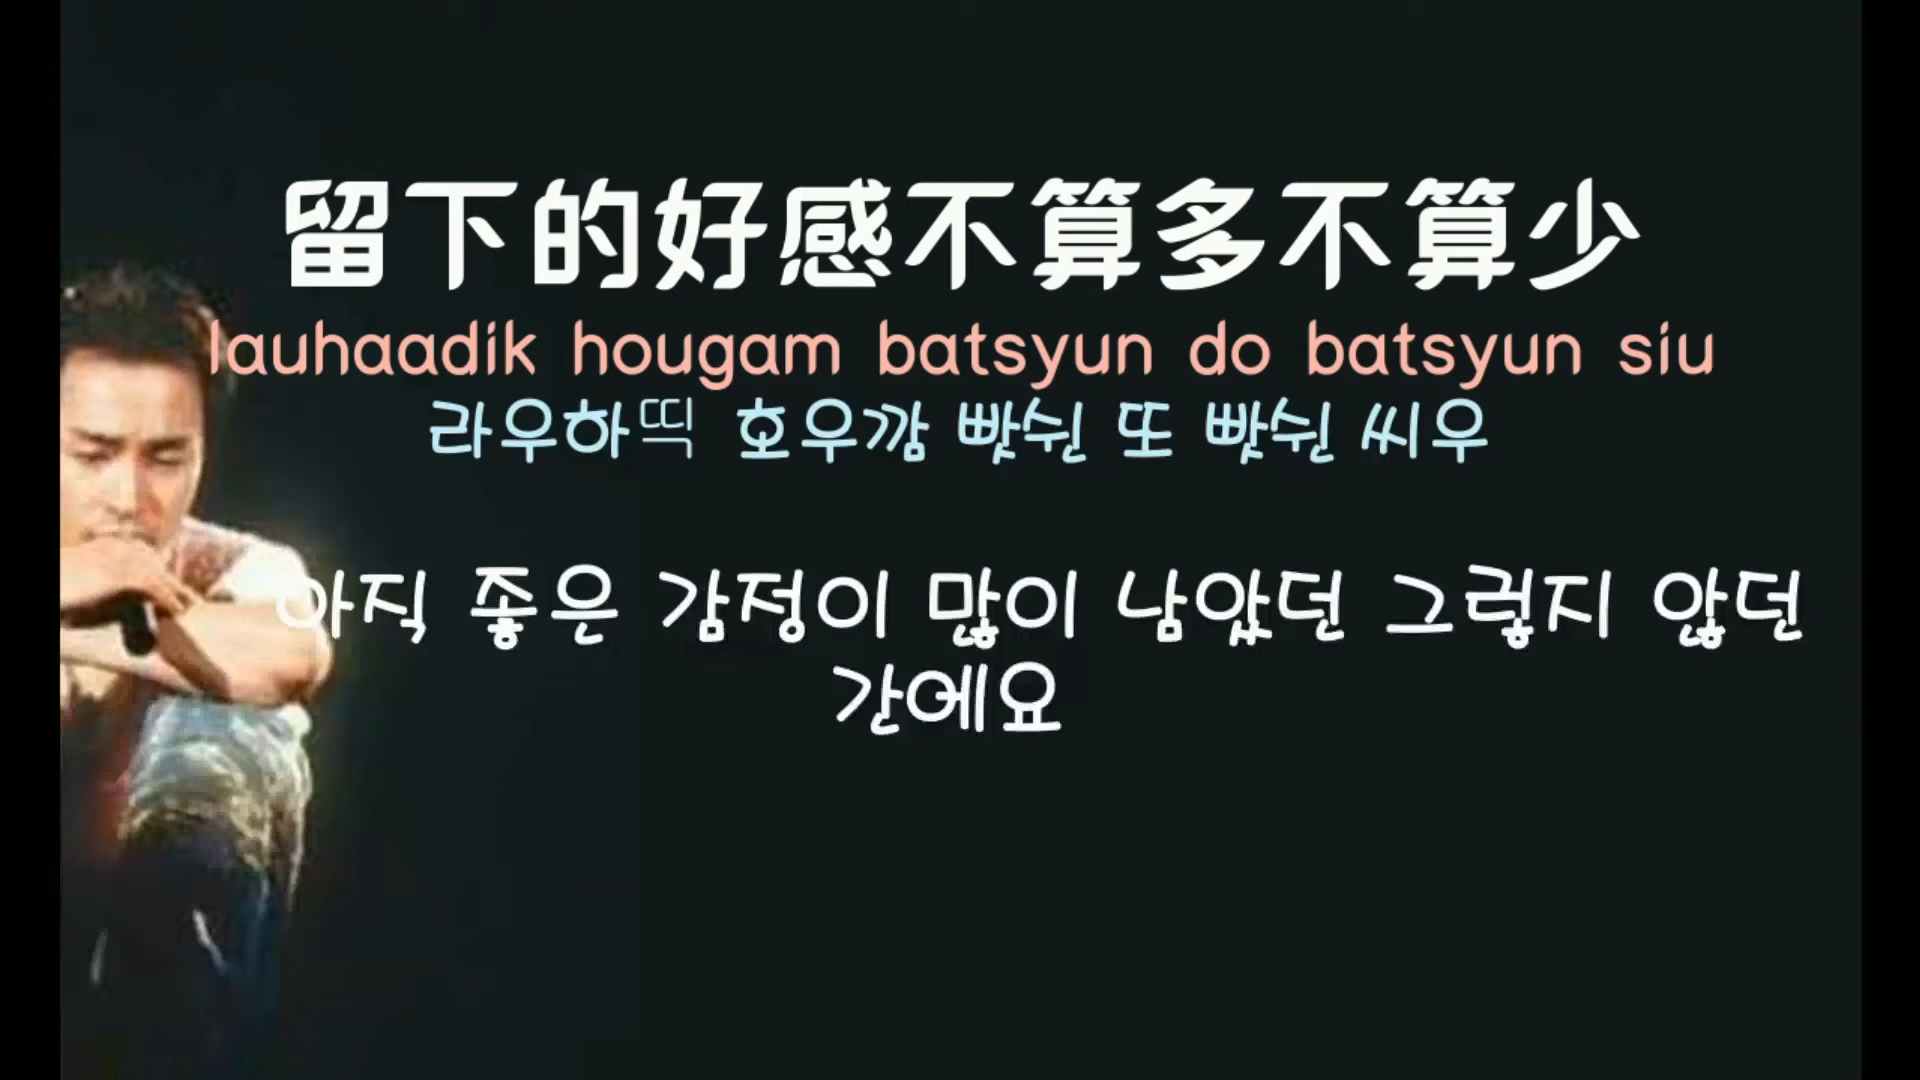 留下的好感不算多不算少
lauhaadik hougam batsyun do batsyun siu
라우하띅 호우깜 빳쉰 또 빳쉰 씨우
아직 좋은 감정이 많이 남았던 그렇지 않던
간에요